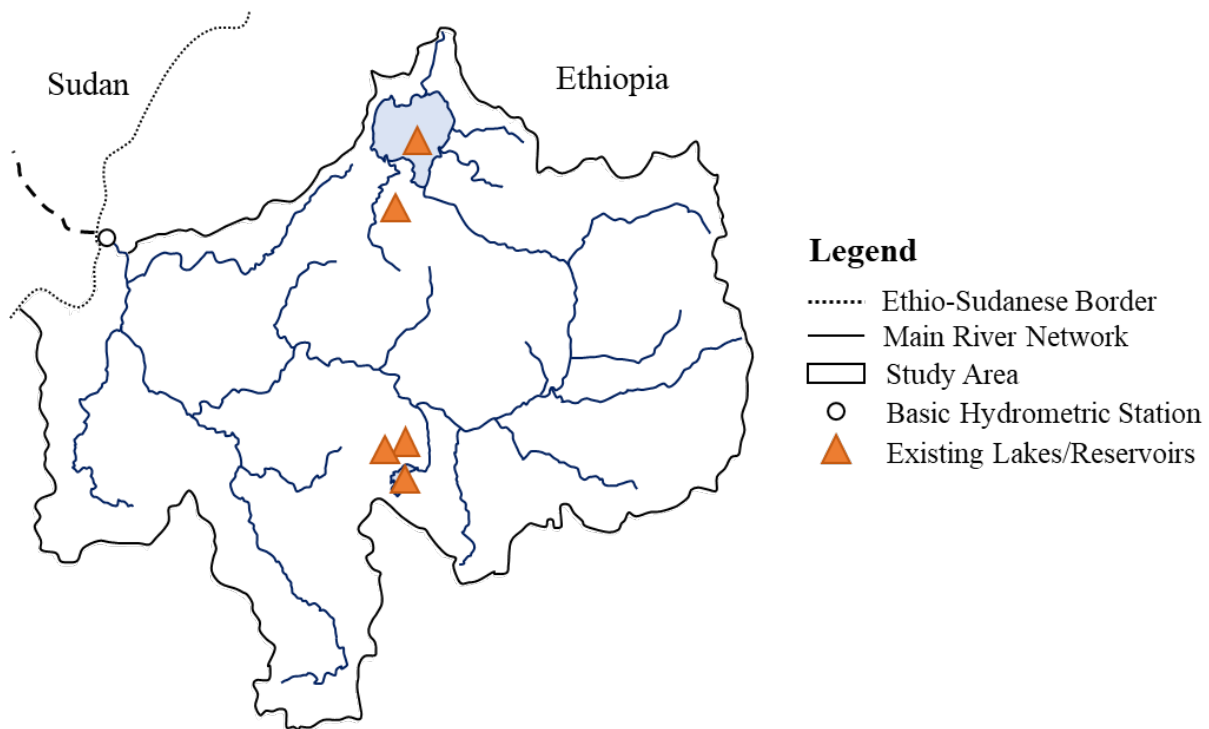 Sudan
Ethiopia
Legend
Ethio-Sudanese Border
Main River Network
Study Area
Basic Hydrometric Station
Existing Lakes/Reservoirs